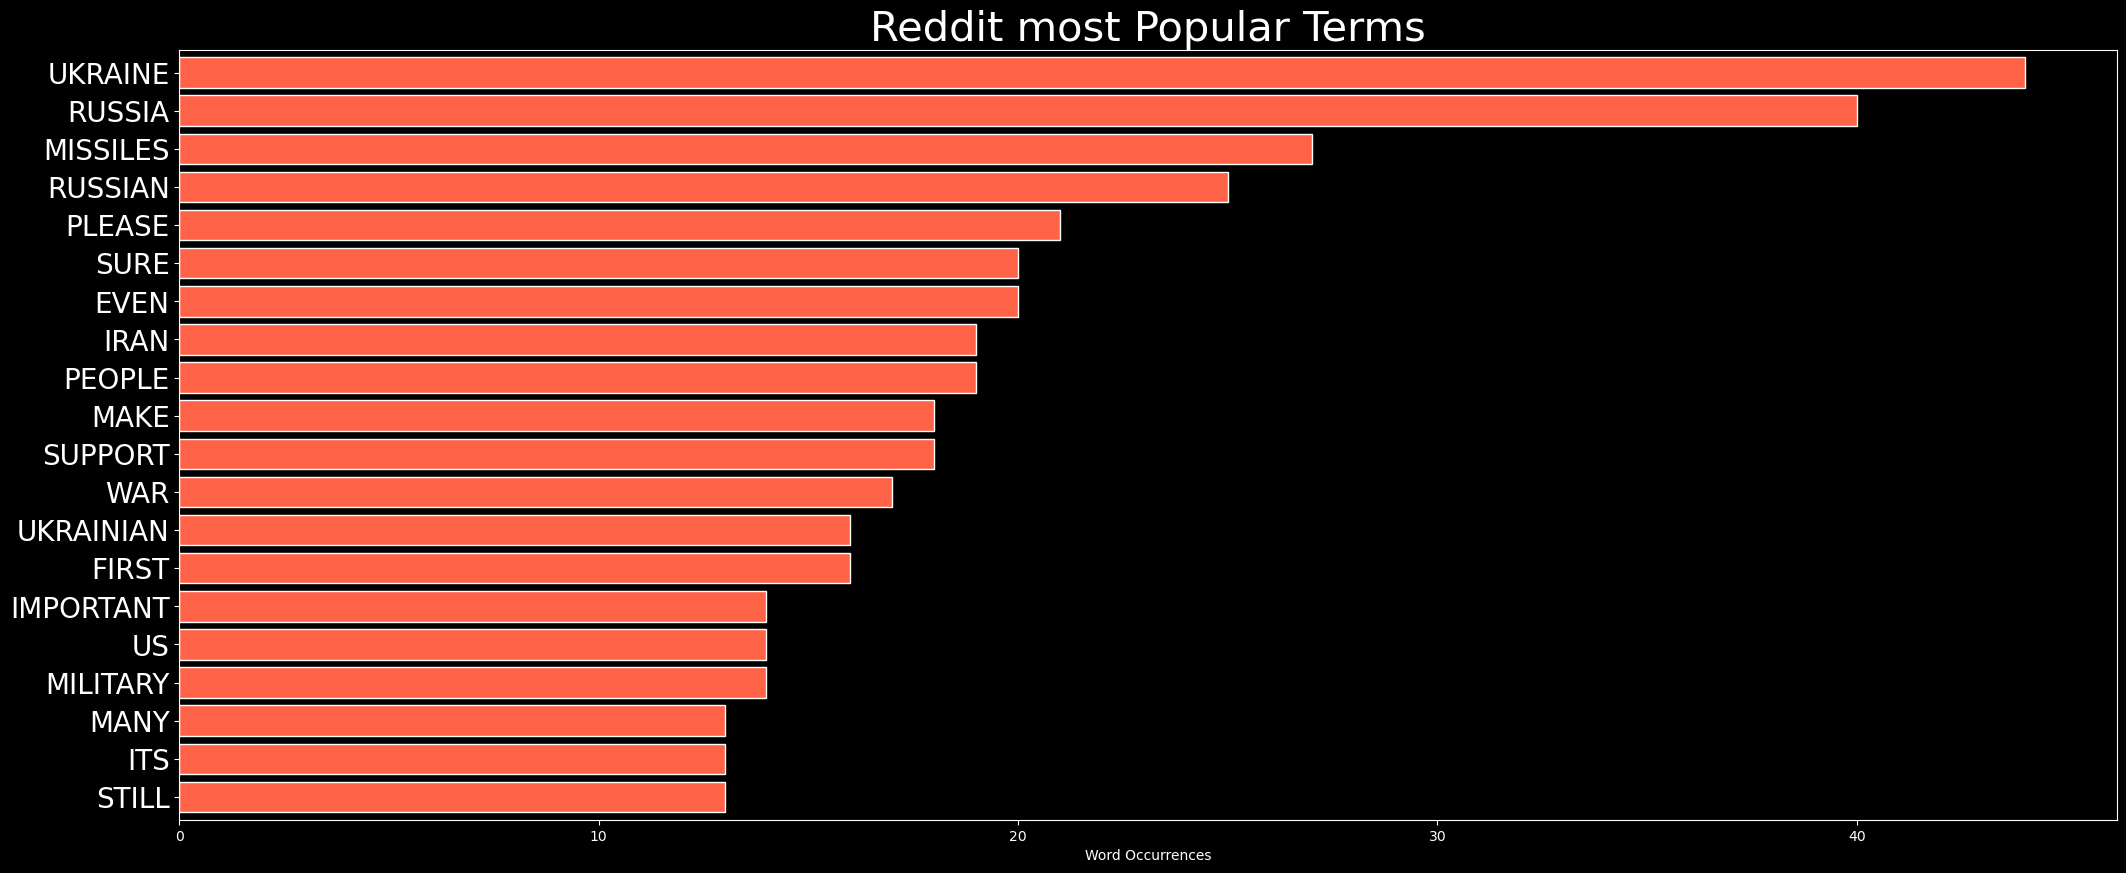 Reddit most Popular Terms
UKRAINE
RUSSIA
MISSILES
RUSSIAN
PLEASE
SURE
EVEN
IRAN
PEOPLE
MAKE
SUPPORT
WAR
UKRAINIAN
FIRST
IMPORTANT
US
MILITARY
MANY
ITS
STILL
0 10 20 30 40
Word Occurrences